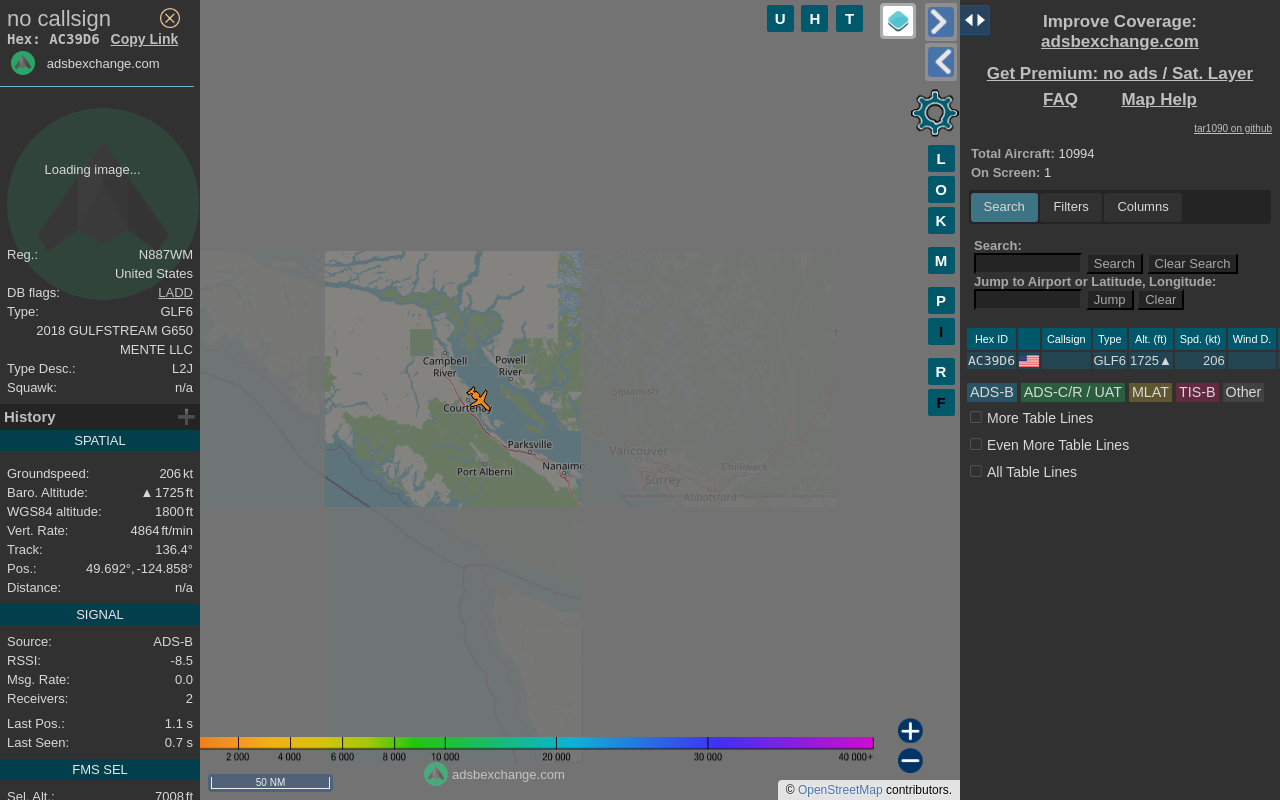 no callsign
Hex: AC39D6 Copy Link
adsbexchange.com
Loading image...
Reg.: N887WM
United States
DB flags: LADD
Type: GLF6
2018 GULFSTREAM G650
MENTE LLC
Type Desc.: L2J
Squawk: n/a
History
SPATIAL
Groundspeed: 206 kt
Baro. Altitude: ▲ 1725 ft
WGS84 altitude: 1800 ft
Vert. Rate: 4864 ft/min
Track: 136.4°
Pos.: 49.692°, -124.858°
Distance: n/a
SIGNAL
Source: ADS-B
RSSI: -8.5
Msg. Rate: 0.0
Receivers: 2
Last Pos.: 1.1 s
Last Seen: 0.7 s
FMS SEL
Sel. Alt.: 7008 ft
U H T
L
O
K
M
P
I
R
F
Campbell
River
Powell
River
Courtenay
Squamish
Parksville
Port Alberni
Nanaimo
Vancouver
Surrey
Chilliwack
Abbotsford
2 000 4 000 6 000 8 000 10 000 20 000 30 000 40 000+
adsbexchange.com
50 NM
© OpenStreetMap contributors.
Improve Coverage:
adsbexchange.com
Get Premium: no ads / Sat. Layer
FAQ Map Help
tar1090 on github
Total Aircraft: 10994
On Screen: 1
Search Filters Columns
Search:
Search Clear Search
Jump to Airport or Latitude, Longitude:
Jump Clear
Hex ID Callsign Type Alt. (ft) Spd. (kt) Wind D.
AC39D6 GLF6 1725▲ 206
ADS-B ADS-C/R / UAT MLAT TIS-B Other
More Table Lines
Even More Table Lines
All Table Lines